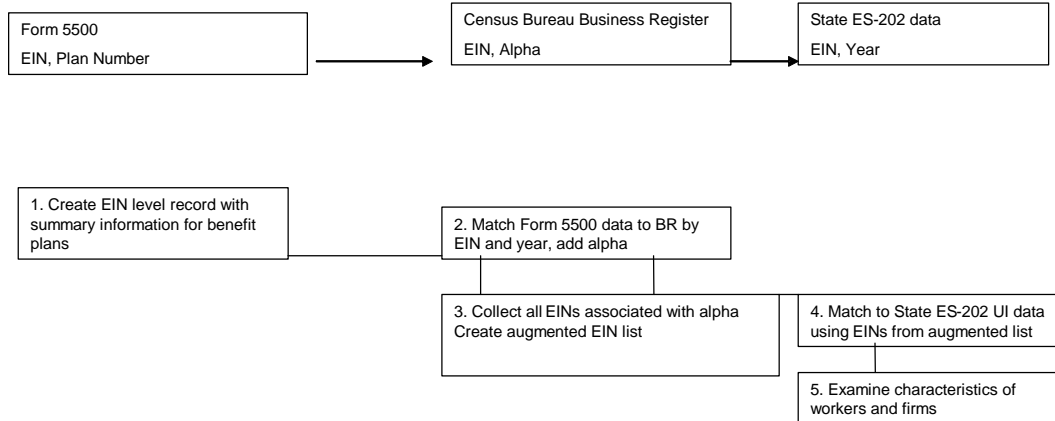 Form 5500
EIN, Plan Number
Census Bureau Business Register
EIN, Alpha
State ES-202 data
EIN, Year
1. Create EIN level record with
summary information for benefit
plans
2. Match Form 5500 data to BR by
EIN and year, add alpha
3. Collect all EINs associated with alpha
Create augmented EIN list
4. Match to State ES-202 UI data
using EINs from augmented list
5. Examine characteristics of
workers and firms